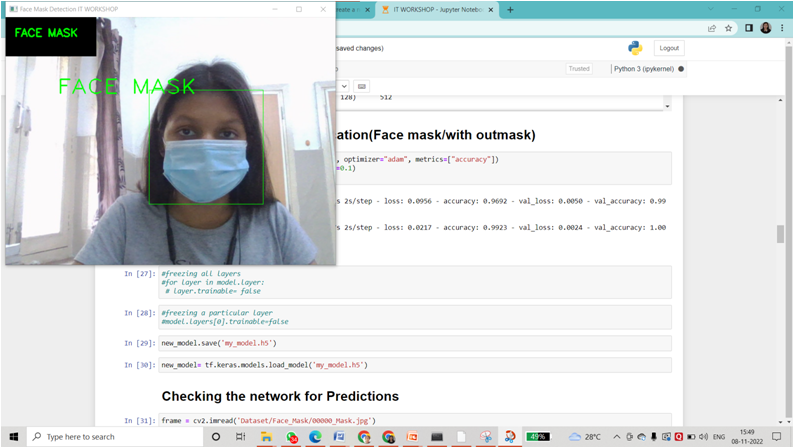 Face Mask Detection IT WORKSHOP
FACE MASK
FACE MASK
IT WORKSHOP - Jupyter Noteb
saved changes)
Logout
Trusted
Python 3 (ipykernel)
128) 512
ation(Face mask/with outmask)
, optimizer="adam", metrics=["accuracy"])
=0.1)
2s/step - loss: 0.0956 - accuracy: 0.9692 - val_loss: 0.0050 - val_accuracy: 0.99
2s/step - loss: 0.0217 - accuracy: 0.9923 - val_loss: 0.0024 - val_accuracy: 1.00
In [27]: #freezing all layers
#for layer in model.layer:
# layer.trainable= false
In [28]: #freezing a particular layer
#model.layers[0].trainable=false
In [29]: new_model.save('my_model.h5')
In [30]: new_model= tf.keras.models.load_model('my_model.h5')
Checking the network for Predictions
In [31]: frame = cv2.imread('Dataset/Face_Mask/00000_Mask.jpg')
Type here to search
49%
28°C
ENG
15:49
08-11-2022